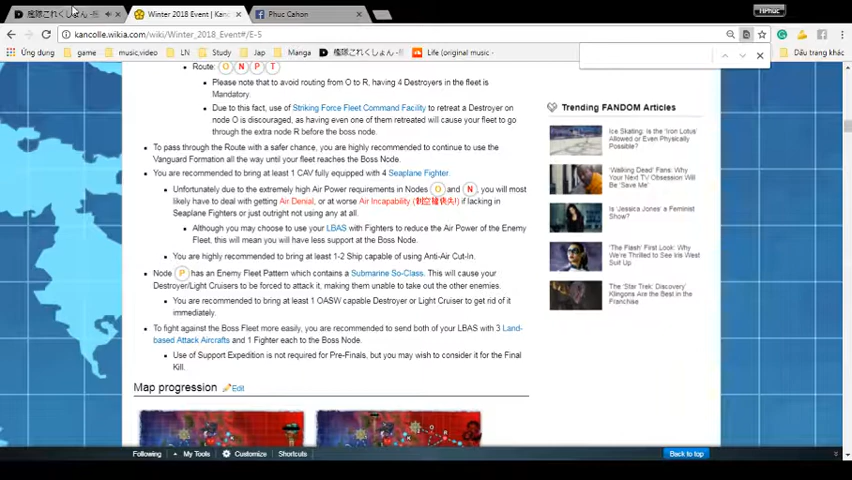 艦隊これくしょん -艦
Winter 2018 Event | Kan
Phuc Cahon
HPhuc
kancolle.wikia.com/wiki/Winter_2018_Event#/E-5
Ứng dụng game music.video LN Study Jap Manga Seiga 艦隊これくしょん Life (original most Dấu trang khác
Route: O N P T
Please note that to avoid routing from O to R, having 4 Destroyers in the fleet is
Mandatory.
Due to this fact, use of Striking Force Fleet Command Facility to retreat a Destroyer on
node O is discouraged, as having even one of them retreated will cause your fleet to go
through the extra node R before the boss node.
To pass through the Route with a safer chance, you are highly recommended to continue to use the
Vanguard Formation all the way until your fleet reaches the Boss Node.
You are recommended to bring at least 1 CAV fully equipped with 4 Seaplane Fighter.
Unfortunately due to the extremely high Air Power requirements in Nodes O and N, you will most
likely have to deal with getting Air Denial, or at worse Air Incapability (制空権喪失!) if lacking in
Seaplane Fighters or just outright not using any at all.
Although you may choose to use your LBAS with Fighters to reduce the Air Power of the Enemy
Fleet, this will mean you will have less support at the Boss Node.
You are highly recommended to bring at least 1-2 Ship capable of using Anti-Air Cut-In.
Node P has an Enemy Fleet Pattern which contains a Submarine So-Class. This will cause your
Destroyer/Light Cruisers to be forced to attack it, making them unable to take out the other enemies.
You are recommended to bring at least 1 OASW capable Destroyer or Light Cruiser to get rid of it
immediately.
To fight against the Boss Fleet more easily, you are recommended to send both of your LBAS with 3 Land-
based Attack Aircrafts and 1 Fighter each to the Boss Node.
Use of Support Expedition is not required for Pre-Finals, but you may wish to consider it for the Final
Kill.
Map progression Edit
Trending FANDOM Articles
Ice Skating: Is the 'Iron Lotus'
Allowed or Even Physically
Possible?
'Walking Dead' Fans: Why
Your Next TV Obsession Will
Be 'Save Me'
Is 'Jessica Jones' a Feminist
Show?
'The Flash' First Look: Why
We're Thrilled to See Iris West
Suit Up
The 'Star Trek: Discovery'
Klingons Are the Best in the
Franchise
Following My Tools Customize Shortcuts
Back to top